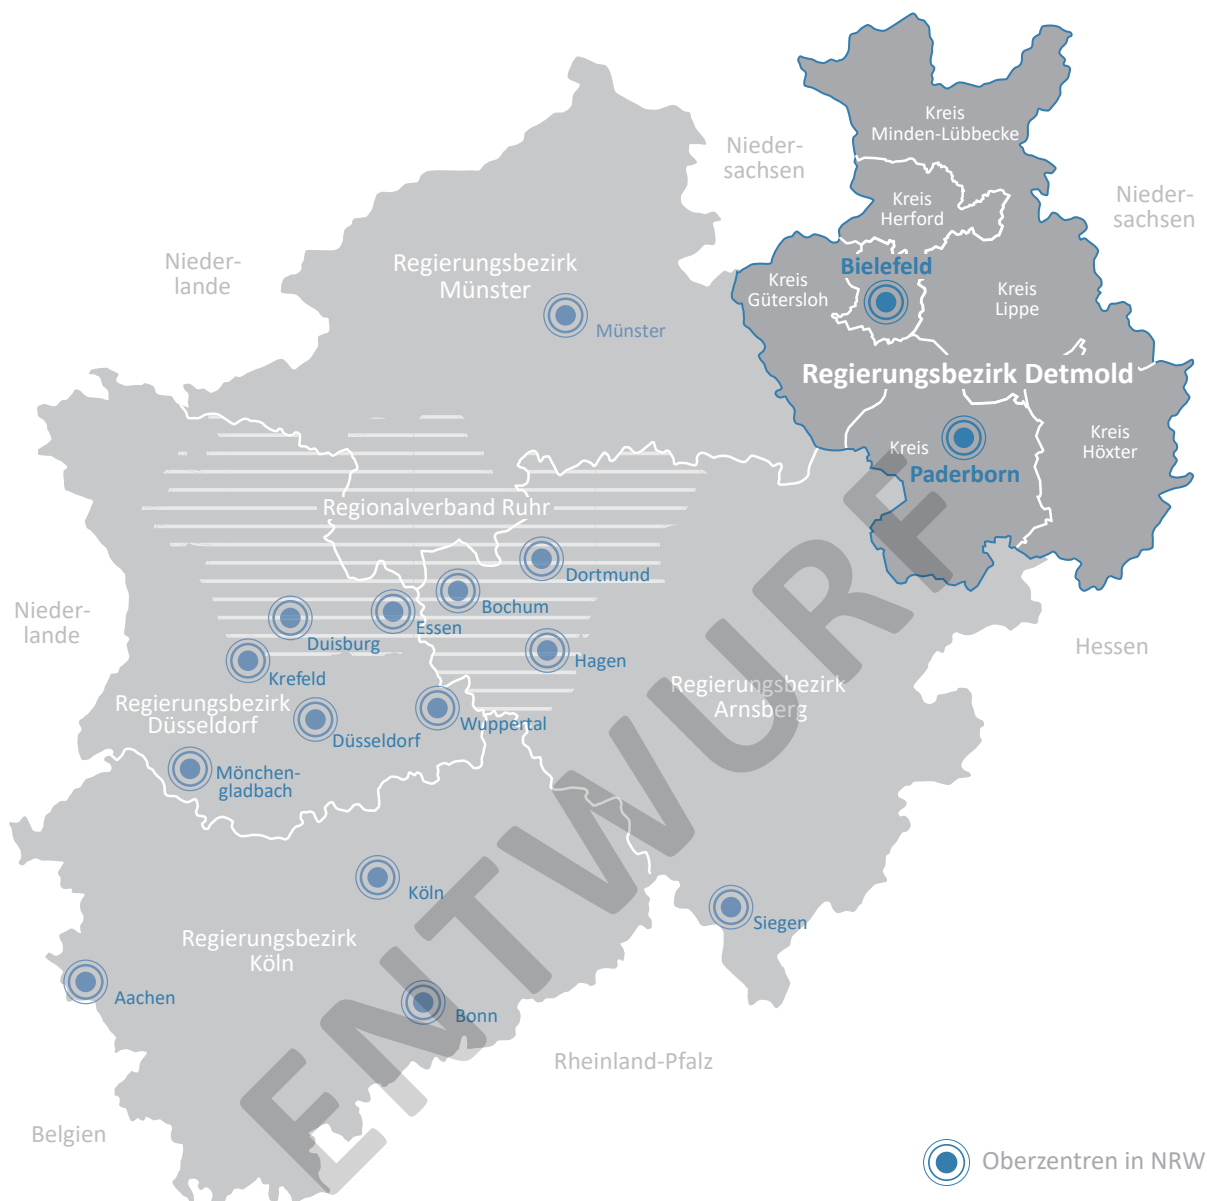 Kreis
Minden-Lübbecke
Nieder-
sachsen
Nieder-
sachsen
Kreis
Herford
Nieder-
lande
Regierungsbezirk
Münster
Bielefeld
Kreis
Gütersloh
Kreis
Lippe
Münster
Regierungsbezirk Detmold
Kreis
Paderborn
Kreis
Höxter
Regionalverband Ruhr
Dortmund
Bochum
Essen
Duisburg
Hagen
Krefeld
Nieder-
lande
Hessen
Regierungsbezirk
Arnsberg
Regierungsbezirk
Düsseldorf
Wuppertal
Düsseldorf
Mönchen-
gladbach
Köln
Siegen
Regierungsbezirk
Köln
Aachen
Bonn
Rheinland-Pfalz
Belgien
ENTWURF
Oberzentren in NRW